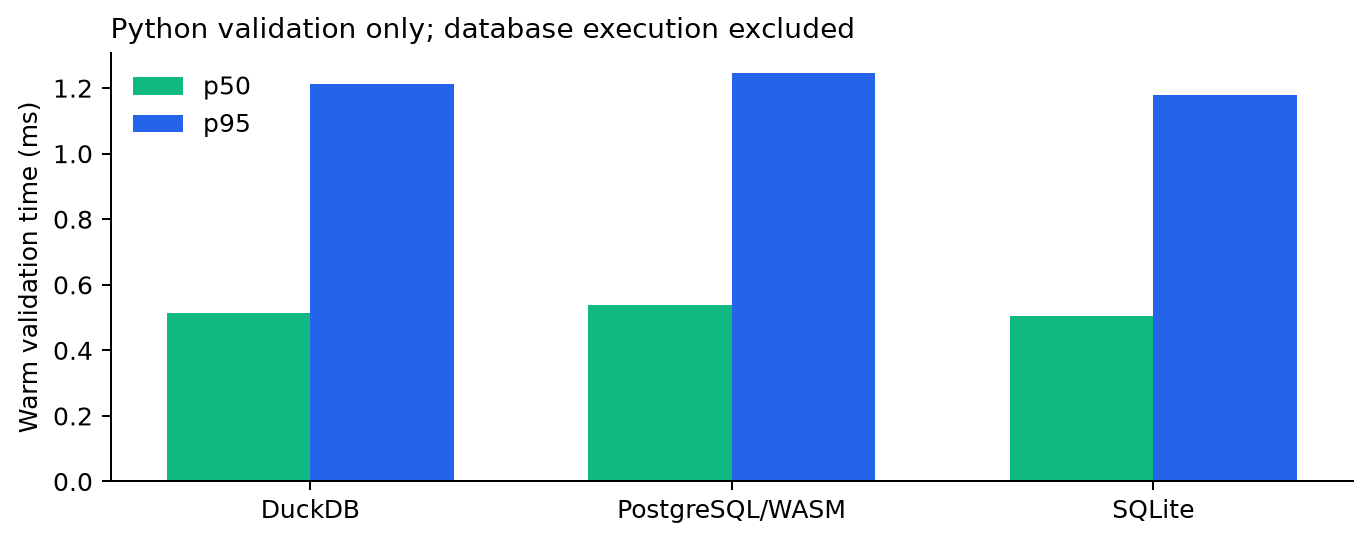 Python validation only; database execution excluded
p50
p95
Warm validation time (ms)
1.2
1.0
0.8
0.6
0.4
0.2
0.0
DuckDB
PostgreSQL/WASM
SQLite